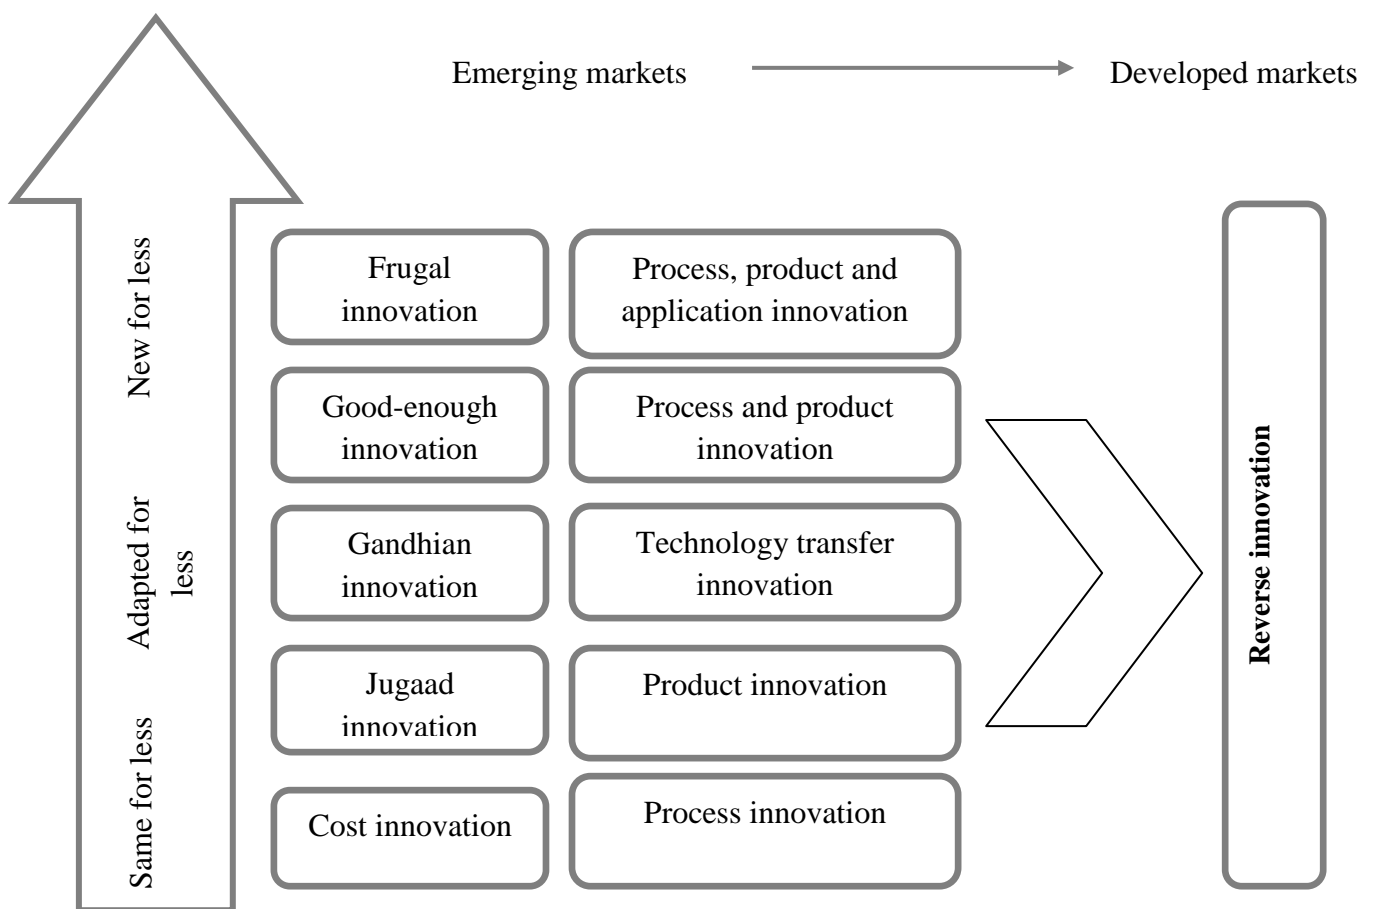 Emerging markets
Developed markets
New for less
Adapted for
less
Same for less
Frugal
innovation
Process, product and
application innovation
Good-enough
innovation
Process and product
innovation
Gandhian
innovation
Technology transfer
innovation
Jugaad
innovation
Product innovation
Cost innovation
Process innovation
Reverse innovation